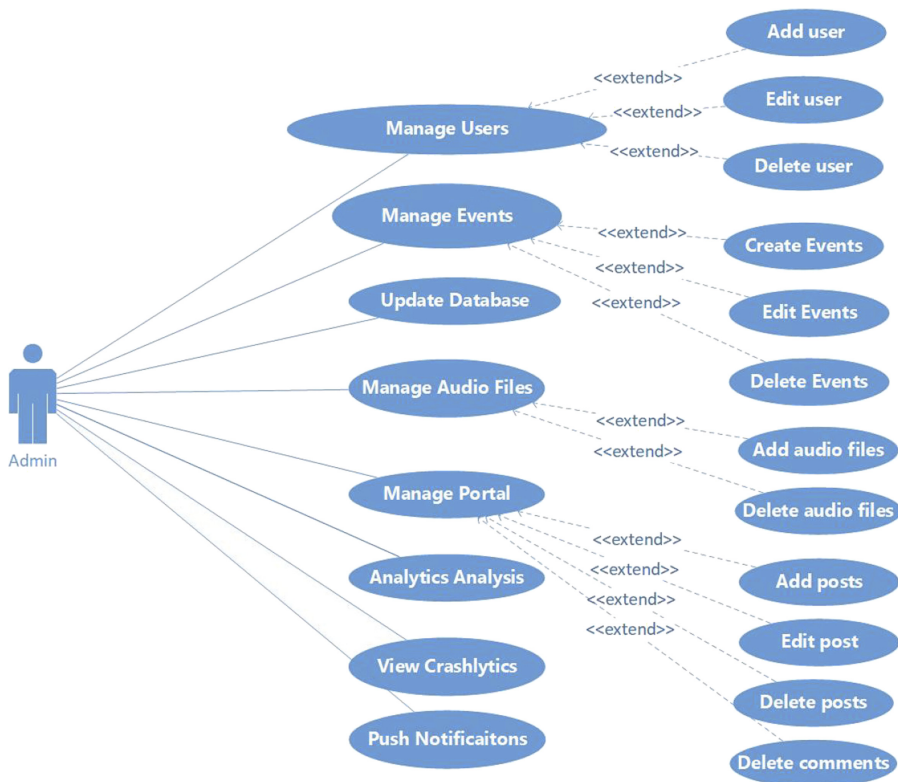 Add user
<<extend>>
Edit user
<<extend>>
Manage Users
<<extend>>
Delete user
Manage Events
<<extend>>
Create Events
<<extend>>
Update Database
<<extend>>
Edit Events
Delete Events
Manage Audio Files
<<extend>>
Add audio files
<<extend>>
Admin
Manage Portal
Delete audio files
<<extend>>
<<extend>>
Analytics Analysis
Add posts
<<extend>>
<<extend>>
Edit post
View Crashlytics
Delete posts
Push Notificaitons
Delete comments